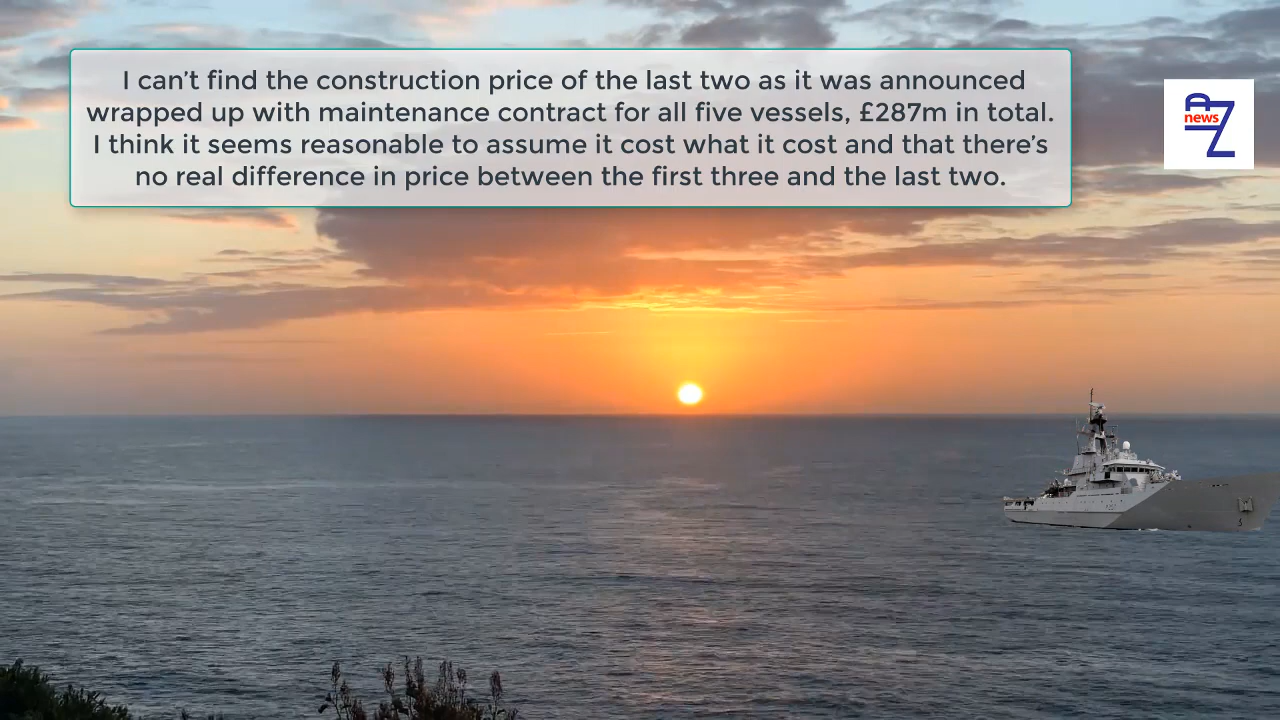 I can’t find the construction price of the last two as it was announced
wrapped up with maintenance contract for all five vessels, £287m in total.
I think it seems reasonable to assume it cost what it cost and that there’s
no real difference in price between the first three and the last two.
A
news
Z